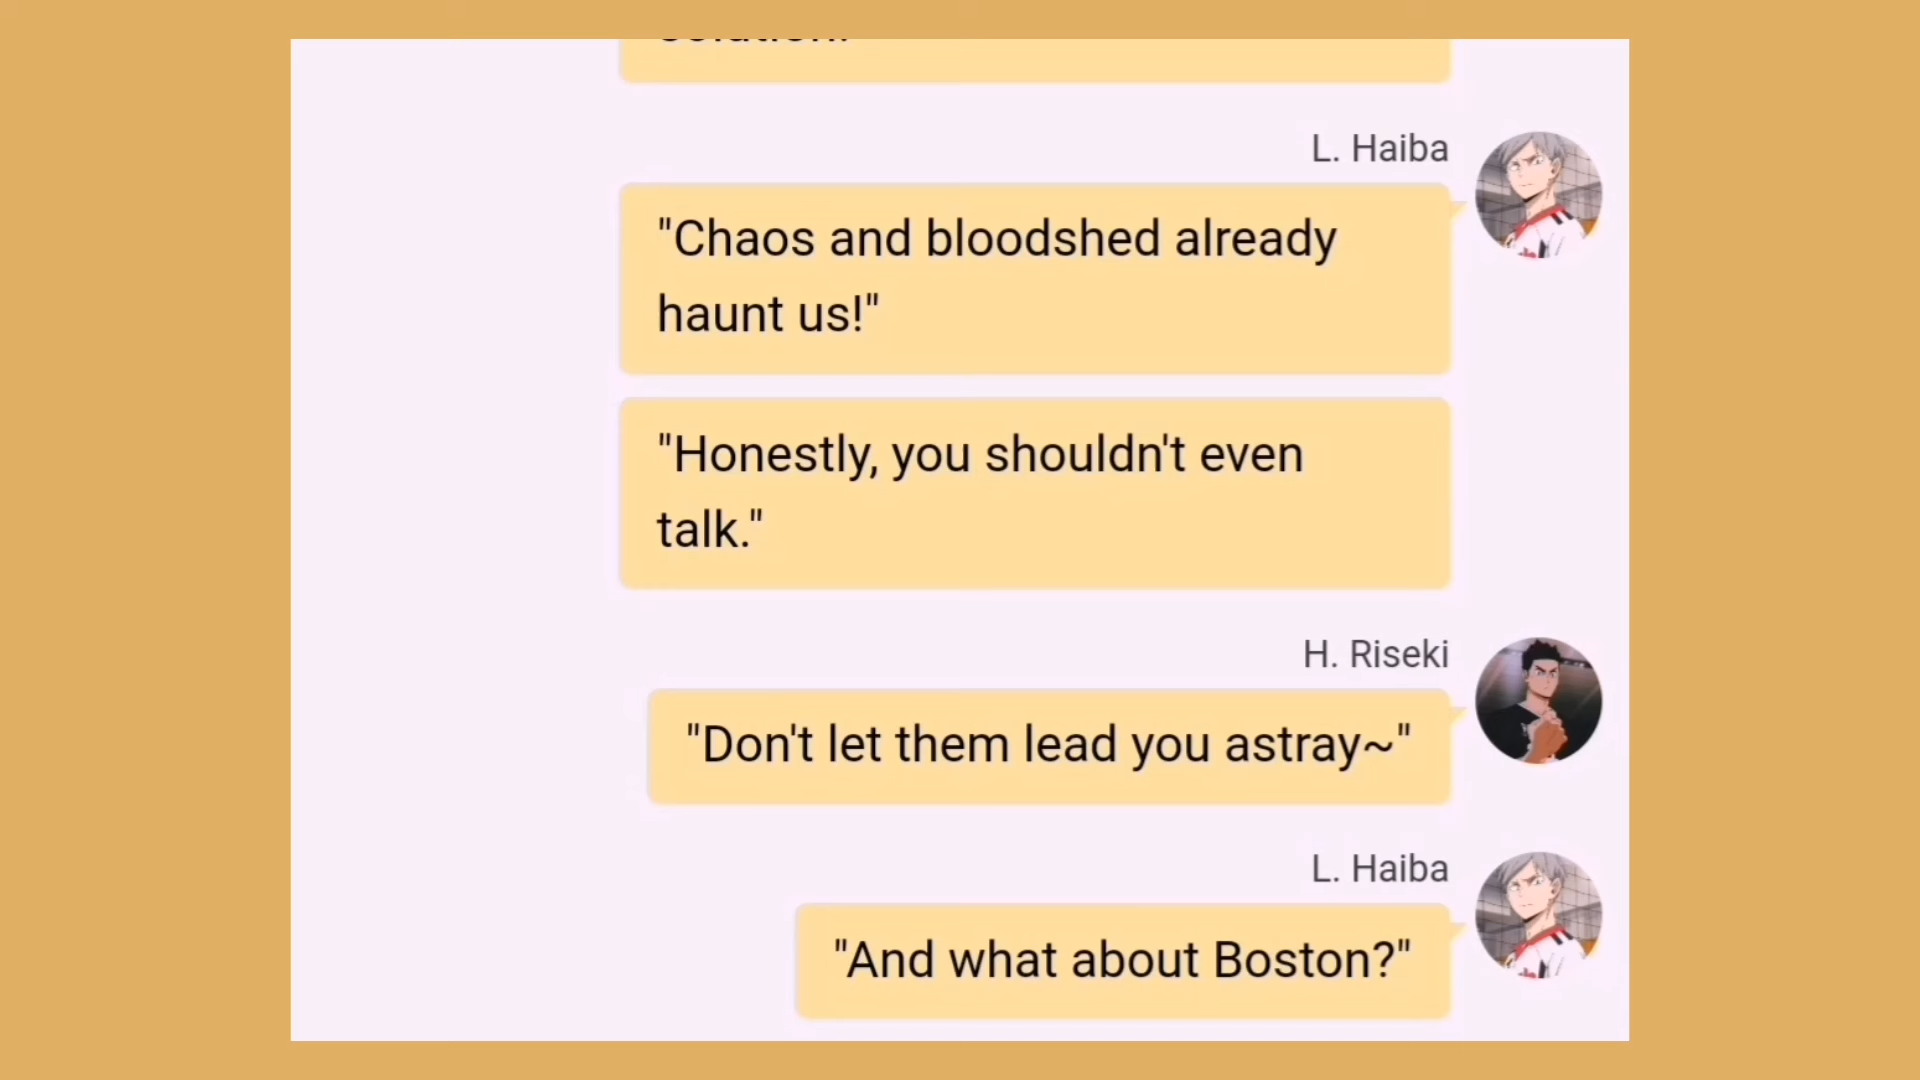 L. Haiba
"Chaos and bloodshed already
haunt us!"
"Honestly, you shouldn't even
talk."
H. Riseki
"Don't let them lead you astray~"
L. Haiba
"And what about Boston?"